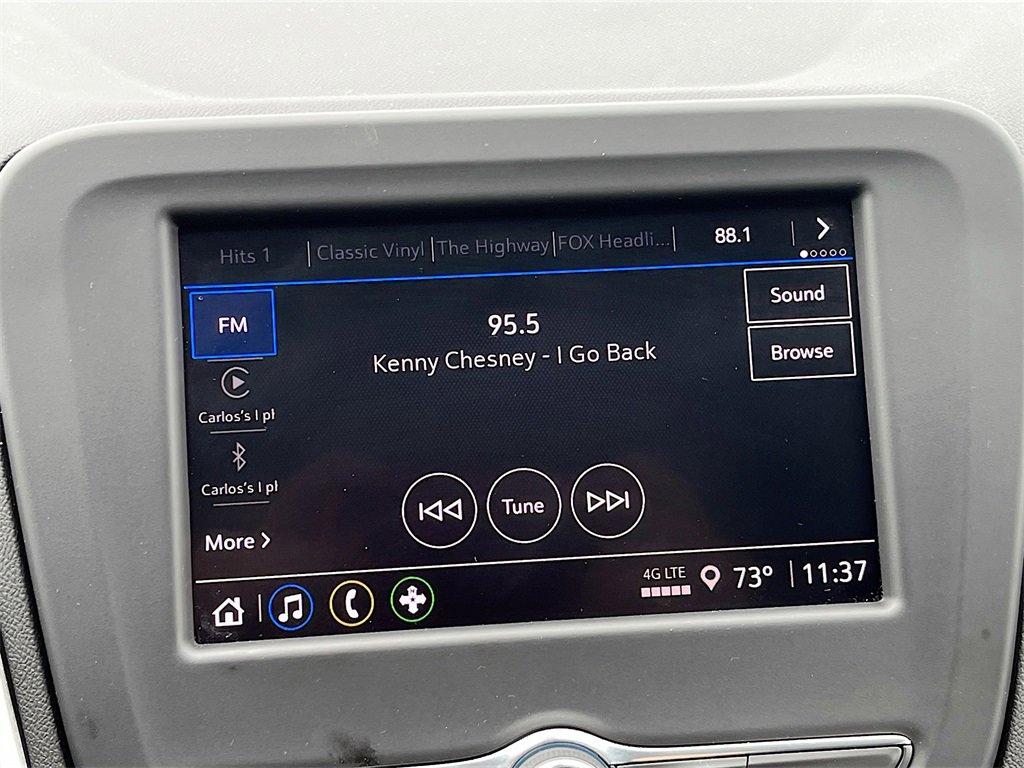 Hits 1
Classic Vinyl
The Highway
FOX Headli...
88.1
FM
95.5
Kenny Chesney - I Go Back
Sound
Browse
Carlos's I pl
Carlos's I pl
More
Tune
4G LTE
73°
11:37